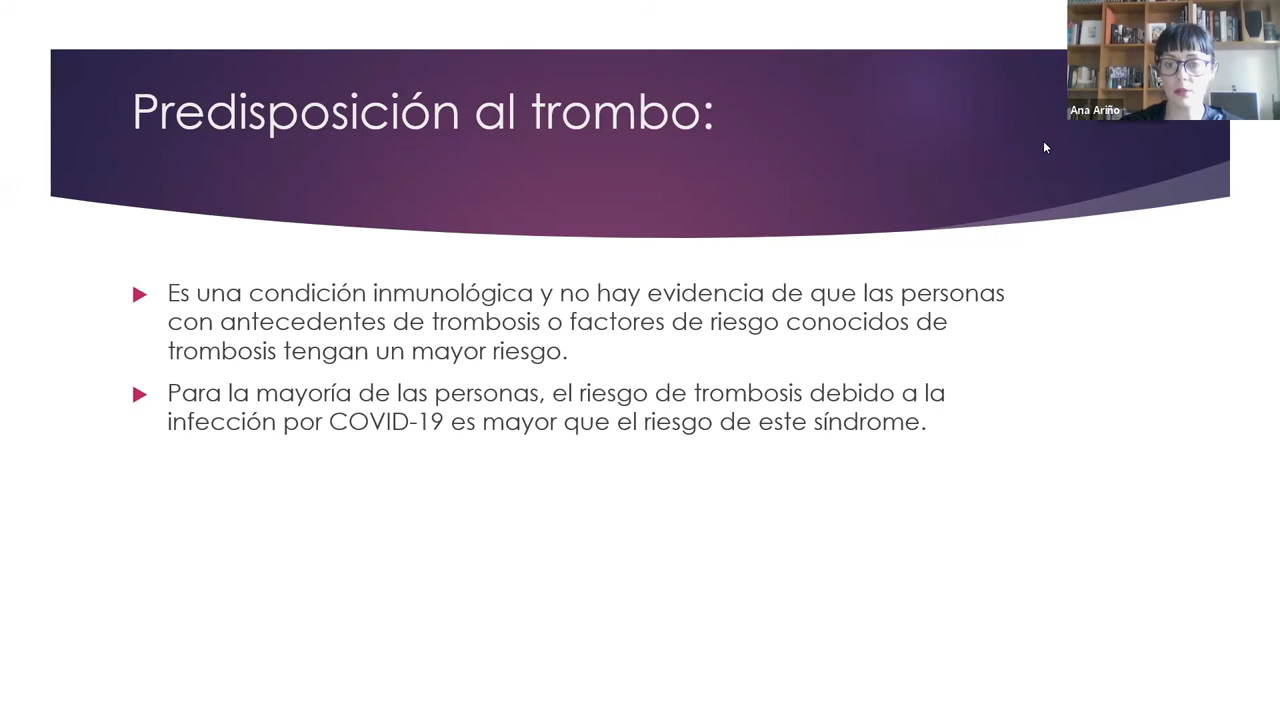 Predisposición al trombo:
Ana Ariño
Es una condición inmunológica y no hay evidencia de que las personas
con antecedentes de trombosis o factores de riesgo conocidos de
trombosis tengan un mayor riesgo.
Para la mayoría de las personas, el riesgo de trombosis debido a la
infección por COVID-19 es mayor que el riesgo de este síndrome.